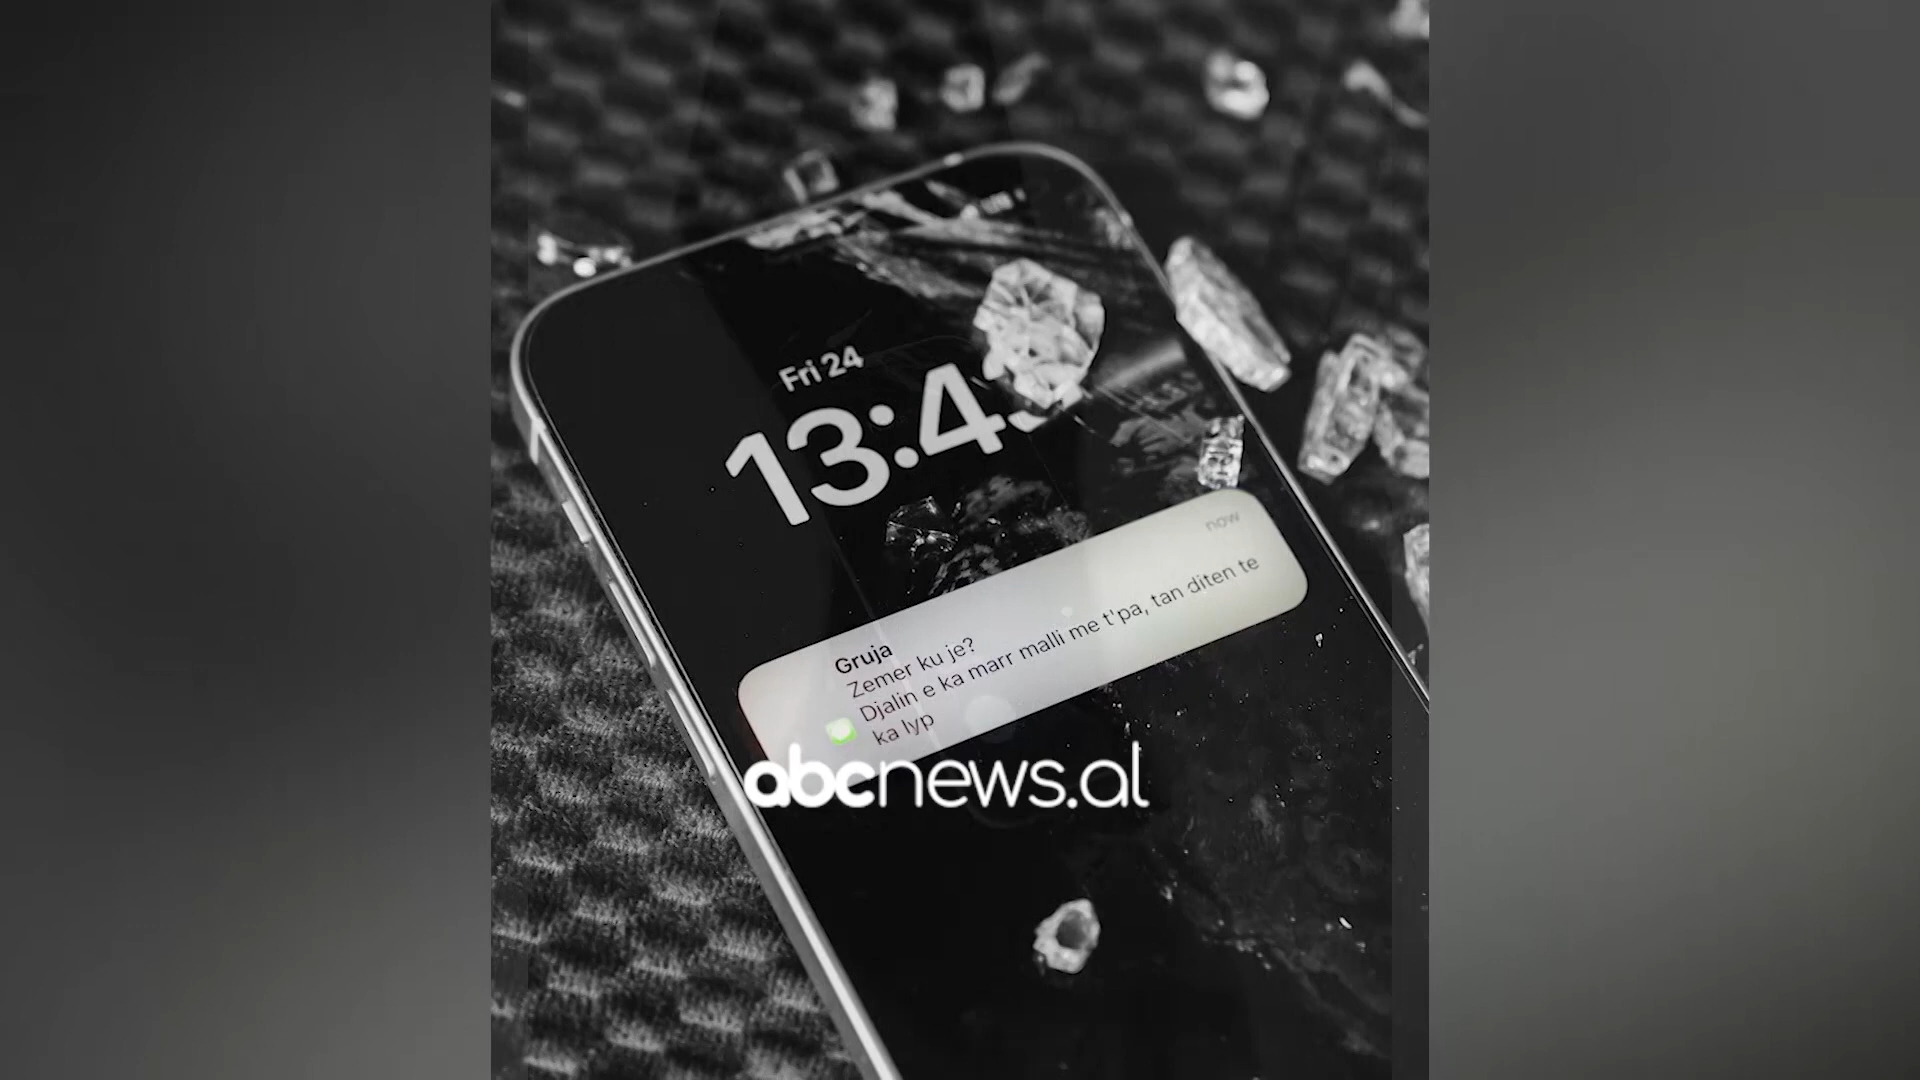 Fri 24
13:4
now
Gruja
Zemer ku je?
Djalin e ka marr malli me t'pa, tan diten te
ka lyp
abcnews.al